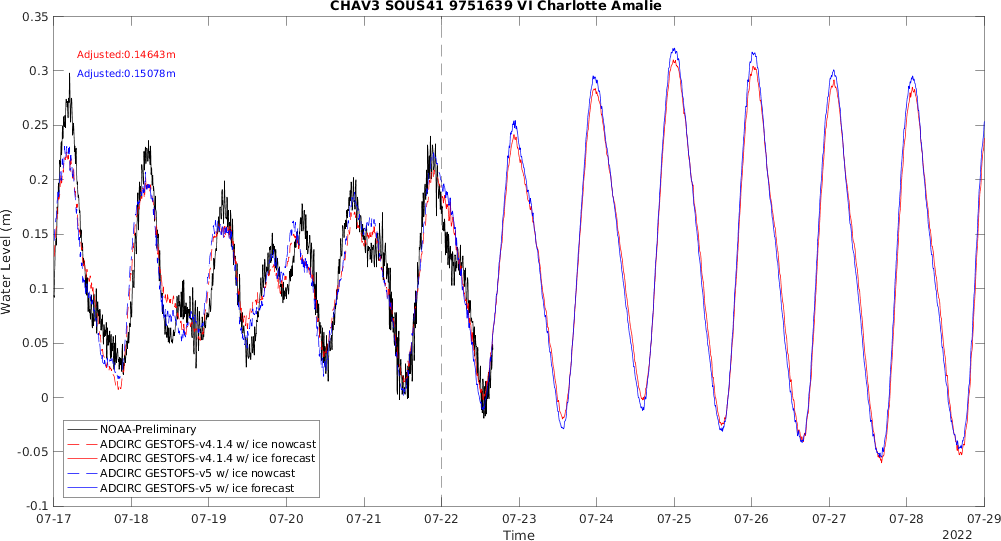 CHAV3 SOUS41 9751639 VI Charlotte Amalie
Adjusted:0.14643m
Adjusted:0.15078m
0.35
0.3
0.25
0.2
0.15
0.1
0.05
0
-0.05
-0.1
Water Level (m)
NOAA-Preliminary
ADCIRC GESTOFS-v4.1.4 w/ ice nowcast
ADCIRC GESTOFS-v4.1.4 w/ ice forecast
ADCIRC GESTOFS-v5 w/ ice nowcast
ADCIRC GESTOFS-v5 w/ ice forecast
07-17 07-18 07-19 07-20 07-21 07-22 07-23 07-24 07-25 07-26 07-27 07-28 07-29
Time
2022